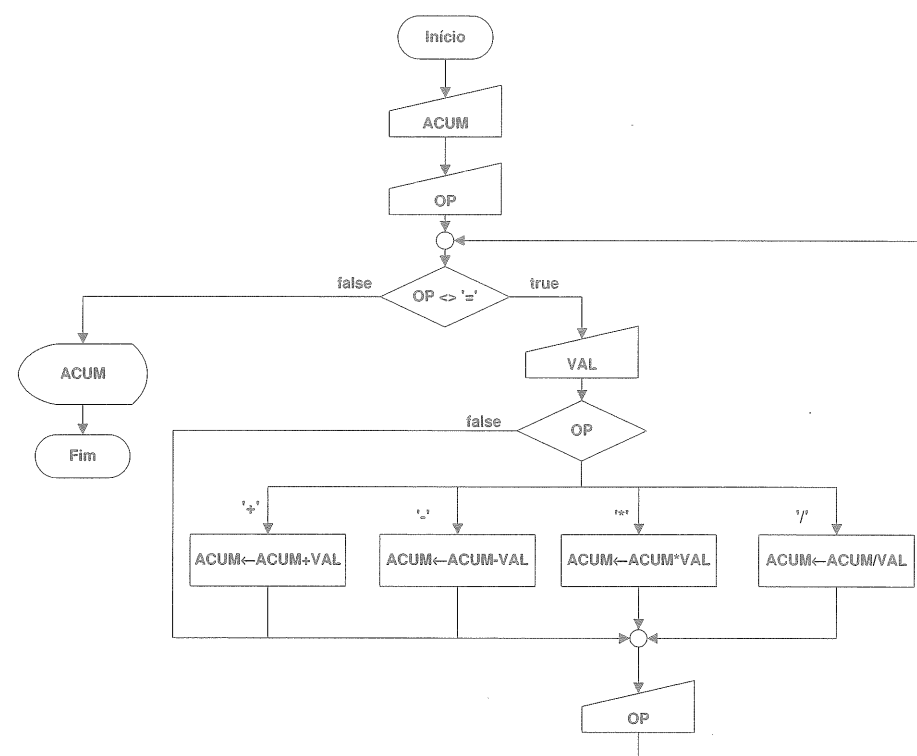 Início
ACUM
OP
false
OP <> '='
true
ACUM
VAL
Fim
false
OP
'+'
'-'
'*'
'/'
ACUM←ACUM+VAL
ACUM←ACUM-VAL
ACUM←ACUM*VAL
ACUM←ACUM/VAL
OP